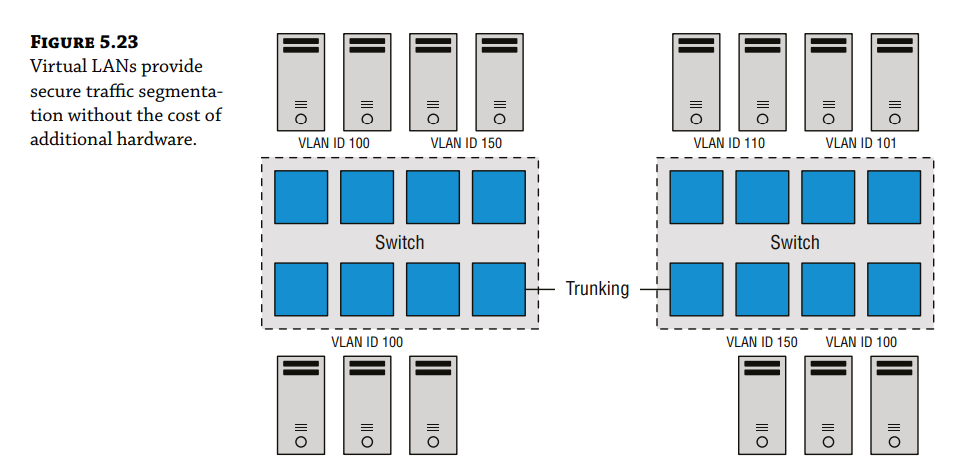 FIGURE 5.23
Virtual LANs provide
secure traffic segmenta-
tion without the cost of
additional hardware.
VLAN ID 100
VLAN ID 150
VLAN ID 110
VLAN ID 101
Switch
Switch
Trunking
VLAN ID 100
VLAN ID 150
VLAN ID 100